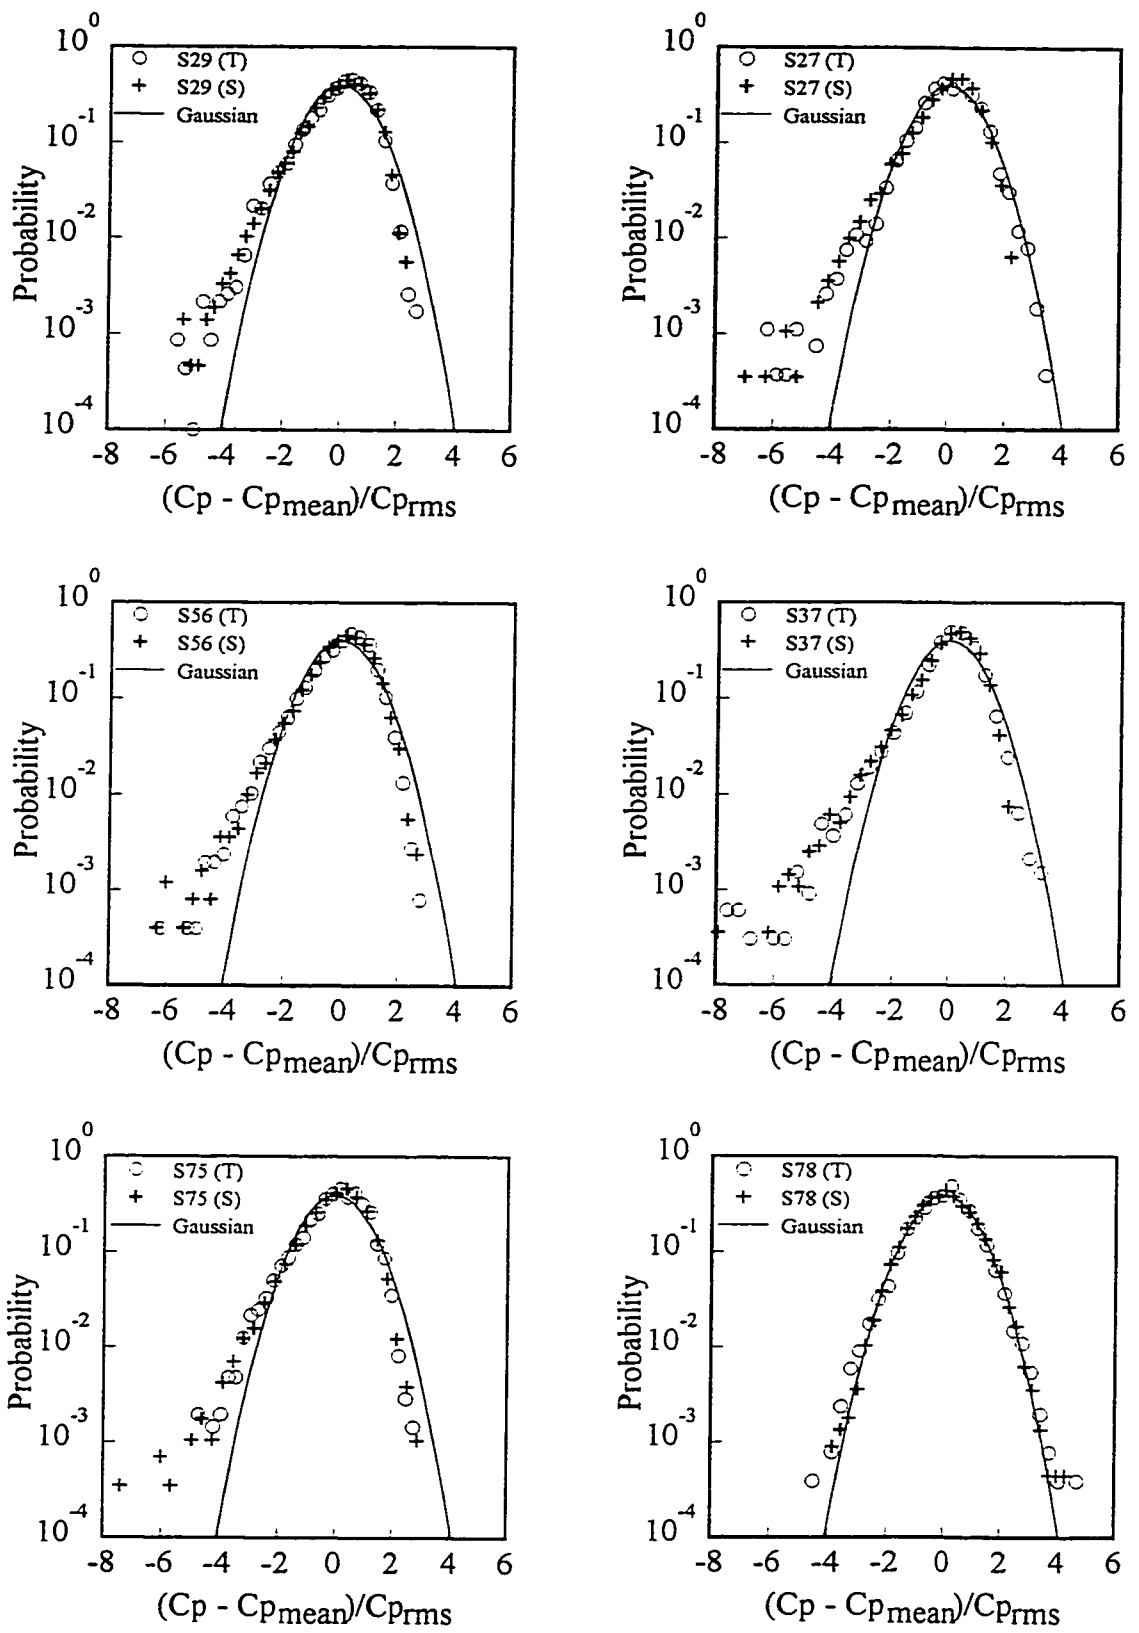 10^0
S29 (T)
S29 (S)
Gaussian
10^-1
10^-2
10^-3
10^-4
Probability
-8 -6 -4 -2 0 2 4 6
(Cp - Cpmean)/Cprms
10^0
S27 (T)
S27 (S)
Gaussian
10^-1
10^-2
10^-3
10^-4
Probability
-8 -6 -4 -2 0 2 4 6
(Cp - Cpmean)/Cprms
10^0
S56 (T)
S56 (S)
Gaussian
10^-1
10^-2
10^-3
10^-4
Probability
-8 -6 -4 -2 0 2 4 6
(Cp - Cpmean)/Cprms
10^0
S37 (T)
S37 (S)
Gaussian
10^-1
10^-2
10^-3
10^-4
Probability
-8 -6 -4 -2 0 2 4 6
(Cp - Cpmean)/Cprms
10^0
S75 (T)
S75 (S)
Gaussian
10^-1
10^-2
10^-3
10^-4
Probability
-8 -6 -4 -2 0 2 4 6
(Cp - Cpmean)/Cprms
10^0
S78 (T)
S78 (S)
Gaussian
10^-1
10^-2
10^-3
10^-4
Probability
-8 -6 -4 -2 0 2 4 6
(Cp - Cpmean)/Cprms